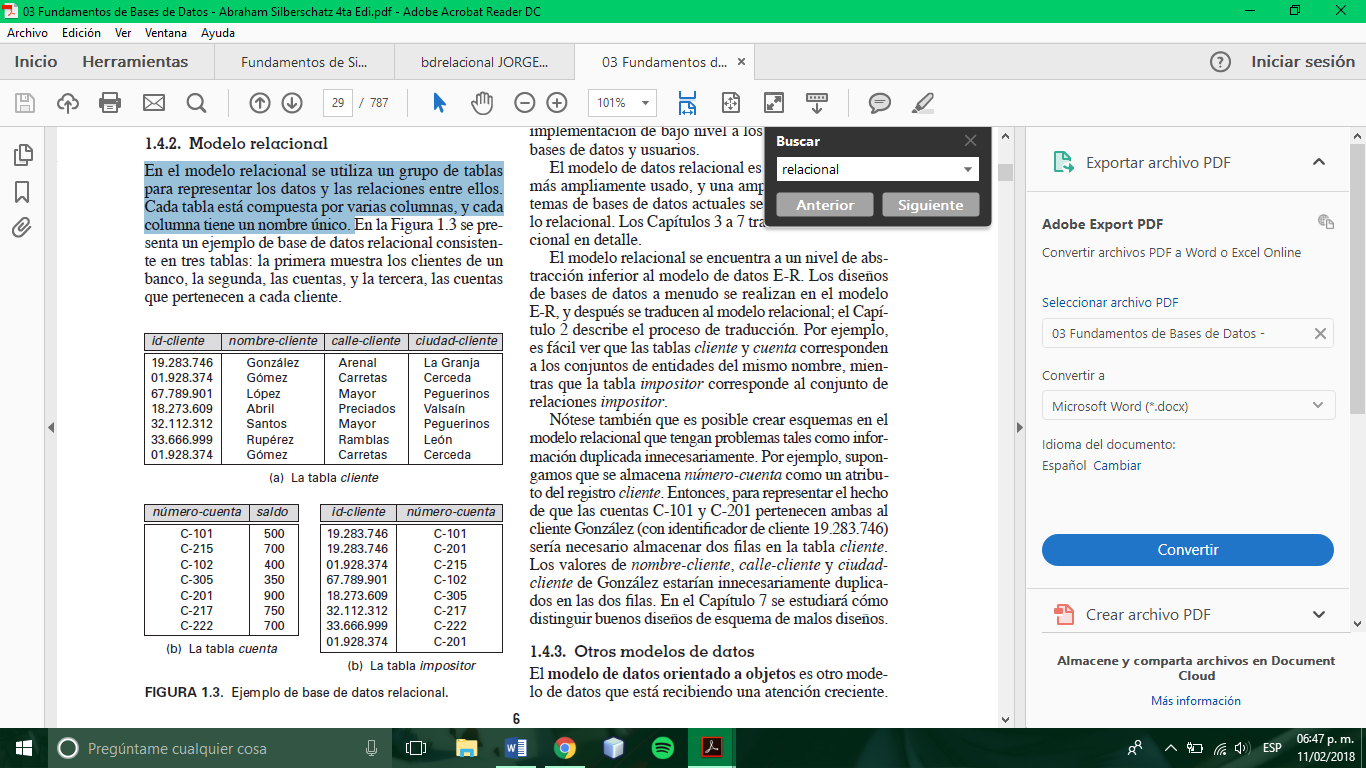 03 Fundamentos de Bases de Datos - Abraham Silberschatz 4ta Edi.pdf - Adobe Acrobat Reader DC
Archivo Edición Ver Ventana Ayuda
Inicio Herramientas Fundamentos de Si... bdrelacional JORGE... 03 Fundamentos d... ×
? Iniciar sesión
29 / 787 101%
1.4.2. Modelo relacional
En el modelo relacional se utiliza un grupo de tablas
para representar los datos y las relaciones entre ellos.
Cada tabla está compuesta por varias columnas, y cada
columna tiene un nombre único. En la Figura 1.3 se pre-
senta un ejemplo de base de datos relacional consisten-
te en tres tablas: la primera muestra los clientes de un
banco, la segunda, las cuentas, y la tercera, las cuentas
que pertenecen a cada cliente.
id-cliente nombre-cliente calle-cliente ciudad-cliente
19.283.746 González Arenal La Granja
01.928.374 Gómez Carretas Cerceda
67.789.901 López Mayor Peguerinos
18.273.609 Abril Preciados Valsaín
32.112.312 Santos Mayor Peguerinos
33.666.999 Rupérez Ramblas León
01.928.374 Gómez Carretas Cerceda
(a) La tabla cliente
número-cuenta saldo
C-101 500
C-215 700
C-102 400
C-305 350
C-201 900
C-217 750
C-222 700
(b) La tabla cuenta
id-cliente número-cuenta
19.283.746 C-101
19.283.746 C-201
01.928.374 C-215
67.789.901 C-102
18.273.609 C-305
32.112.312 C-217
33.666.999 C-222
01.928.374 C-201
(b) La tabla impositor
FIGURA 1.3. Ejemplo de base de datos relacional.
implementación de bajo nivel a los
bases de datos y usuarios.
El modelo de datos relacional es
más ampliamente usado, y una amp
temas de bases de datos actuales se
lo relacional. Los Capítulos 3 a 7 tra
cional en detalle.
El modelo relacional se encuentra a un nivel de abs-
tracción inferior al modelo de datos E-R. Los diseños
de bases de datos a menudo se realizan en el modelo
E-R, y después se traducen al modelo relacional; el Capí-
tulo 2 describe el proceso de traducción. Por ejemplo,
es fácil ver que las tablas cliente y cuenta corresponden
a los conjuntos de entidades del mismo nombre, mien-
tras que la tabla impositor corresponde al conjunto de
relaciones impositor.
Nótese también que es posible crear esquemas en el
modelo relacional que tengan problemas tales como infor-
mación duplicada innecesariamente. Por ejemplo, supon-
gamos que se almacena número-cuenta como un atribu-
to del registro cliente. Entonces, para representar el hecho
de que las cuentas C-101 y C-201 pertenecen ambas al
cliente González (con identificador de cliente 19.283.746)
sería necesario almacenar dos filas en la tabla cliente.
Los valores de nombre-cliente, calle-cliente y ciudad-
cliente de González estarían innecesariamente duplica-
dos en las dos filas. En el Capítulo 7 se estudiará cómo
distinguir buenos diseños de esquema de malos diseños.
1.4.3. Otros modelos de datos
El modelo de datos orientado a objetos es otro mode-
lo de datos que está recibiendo una atención creciente.
6
Buscar
relacional
Anterior Siguiente
Exportar archivo PDF
Adobe Export PDF
Convertir archivos PDF a Word o Excel Online
Seleccionar archivo PDF
03 Fundamentos de Bases de Datos -
Convertir a
Microsoft Word (*.docx)
Idioma del documento:
Español Cambiar
Convertir
Crear archivo PDF
Almacene y comparta archivos en Document
Cloud
Más información
Pregúntame cualquier cosa
ESP
06:47 p. m.
11/02/2018